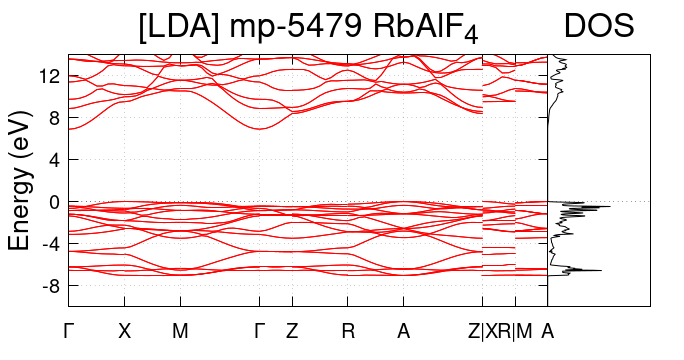 [LDA] mp-5479 RbAlF4 DOS
Energy (eV)
12
8
4
0
-4
-8
Γ X M Γ Z R A Z|XR|M A